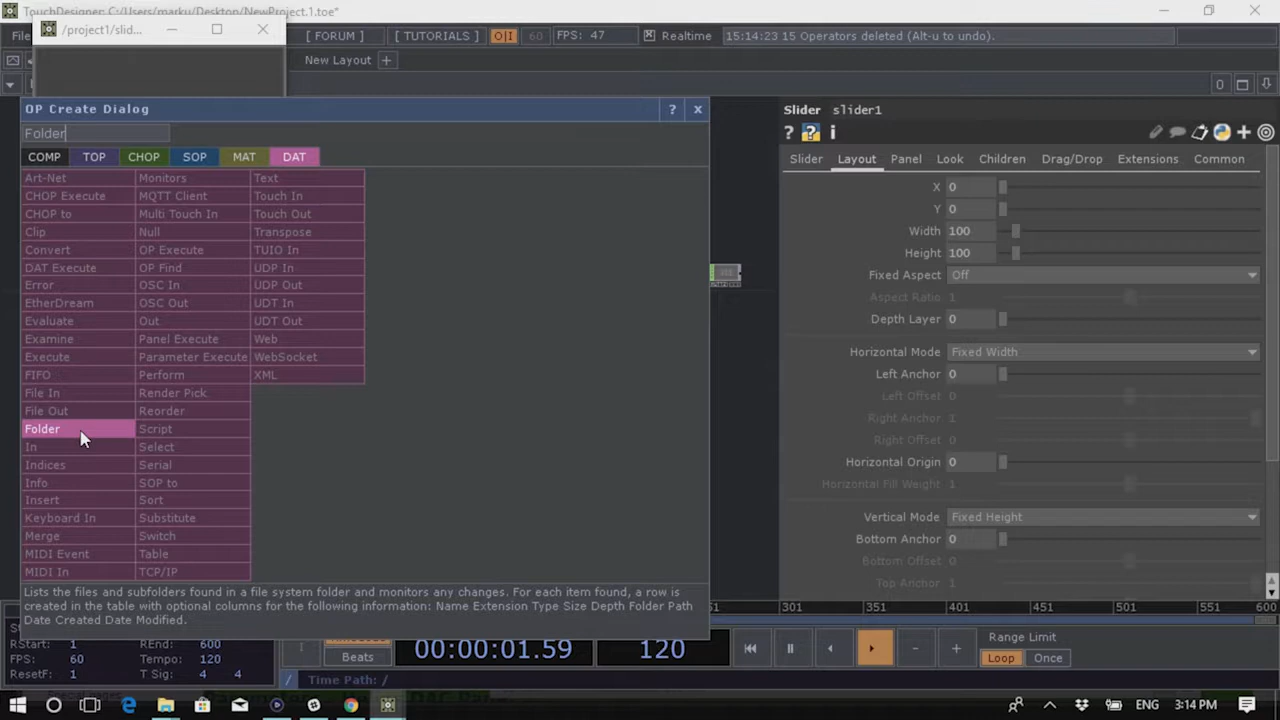 TouchDesigner: C:/Users/marku/Desktop/NewProject.1.toe*
/project1/slid...
File
[ FORUM ]
[ TUTORIALS ]
O|I
60
FPS: 47
Realtime
15:14:23 15 Operators deleted (Alt-u to undo).
New Layout
+
0
OP Create Dialog
?
x
Folder
COMP
TOP
CHOP
SOP
MAT
DAT
Art-Net
Monitors
Text
CHOP Execute
MQTT Client
Touch In
CHOP to
Multi Touch In
Touch Out
Clip
Null
Transpose
Convert
OP Execute
TUIO In
DAT Execute
OP Find
UDP In
Error
OSC In
UDP Out
EtherDream
OSC Out
UDT In
Evaluate
Out
UDT Out
Examine
Panel Execute
Web
Execute
Parameter Execute
WebSocket
FIFO
Perform
XML
File In
Render Pick
File Out
Reorder
Folder
Script
In
Select
Indices
Serial
Info
SOP to
Insert
Sort
Keyboard In
Substitute
Merge
Switch
MIDI Event
Table
MIDI In
TCP/IP
Lists the files and subfolders found in a file system folder and monitors any changes. For each item found, a row is
created in the table with optional columns for the following information: Name Extension Type Size Depth Folder Path
Date Created Date Modified.
Slider slider1
? ? i
Slider
Layout
Panel
Look
Children
Drag/Drop
Extensions
Common
X 0
Y 0
Width 100
Height 100
Fixed Aspect Off
Aspect Ratio 1
Depth Layer 0
Horizontal Mode Fixed Width
Left Anchor 0
Left Offset 0
Right Anchor 1
Right Offset 0
Horizontal Origin 0
Horizontal Fill Weight 1
Vertical Mode Fixed Height
Bottom Anchor 0
Bottom Offset 0
Top Anchor 1
301
351
401
451
501
551
600
RStart: 1
REnd: 600
FPS: 60
Tempo: 120
ResetF: 1
T Sig: 4 4
Beats
00:00:01.59
120
Range Limit
Loop
Once
/
Time Path: /
ENG
3:14 PM